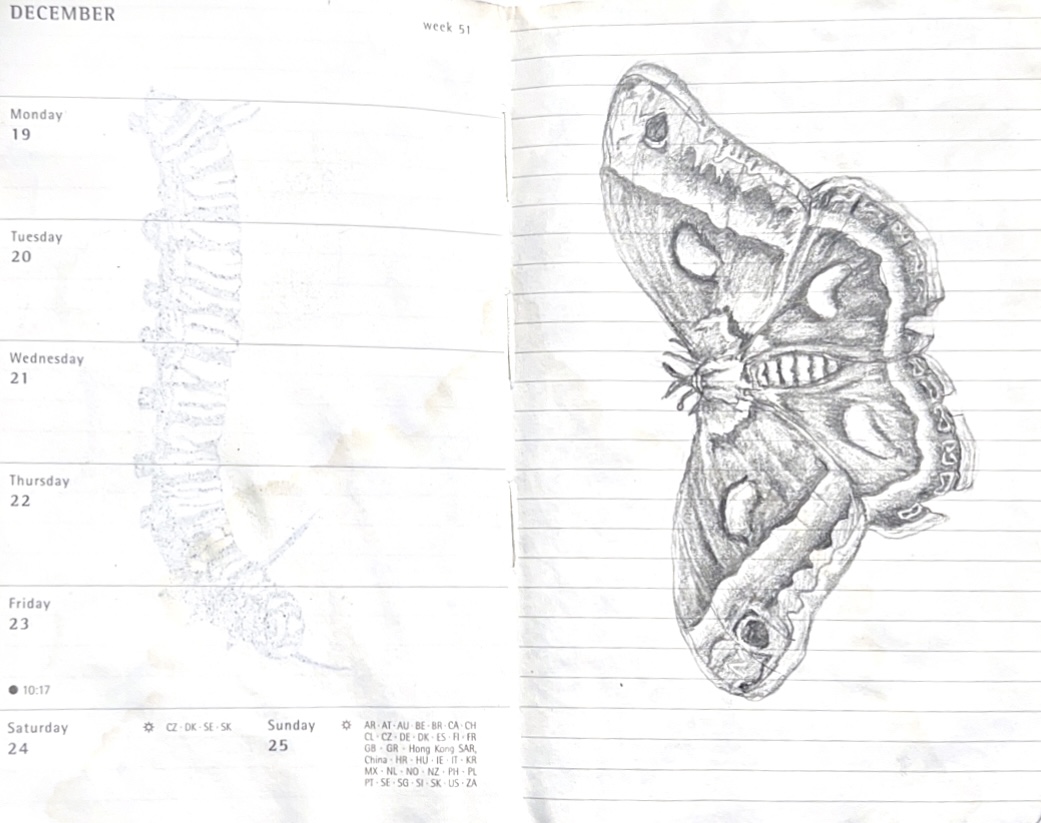 DECEMBER
week 51
Monday
19
Tuesday
20
Wednesday
21
Thursday
22
Friday
23
10:17
Saturday
24
CZ · DK · SE · SK
Sunday
25
AR · AT · AU · BE · BR · CA · CH
CL · CZ · DE · DK · ES · FI · FR
GB · GR · Hong Kong SAR,
China · HR · HU · IE · IT · KR
MX · NL · NO · NZ · PH · PL
PT · SE · SG · SI · SK · US · ZA